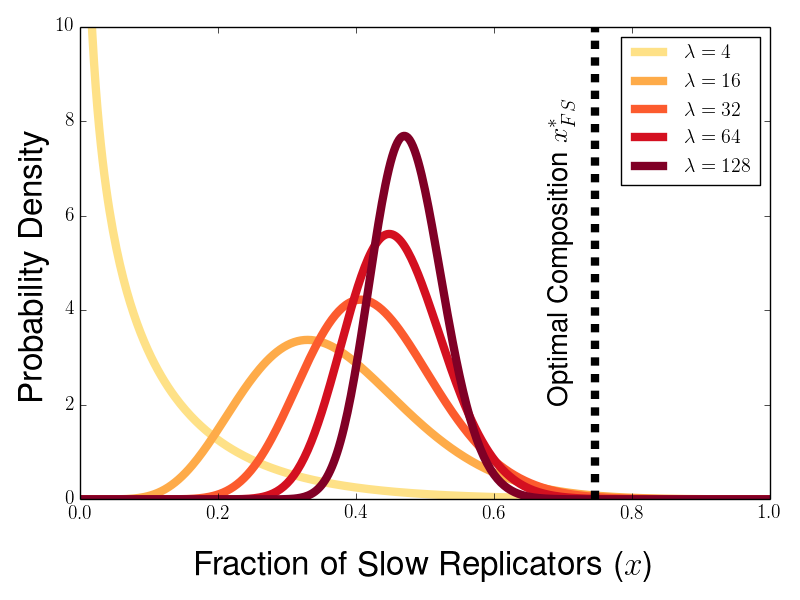 10
8
6
4
2
0
0.0 0.2 0.4 0.6 0.8 1.0
Probability Density
Fraction of Slow Replicators (x)
Optimal Composition x*_{FS}
λ = 4
λ = 16
λ = 32
λ = 64
λ = 128